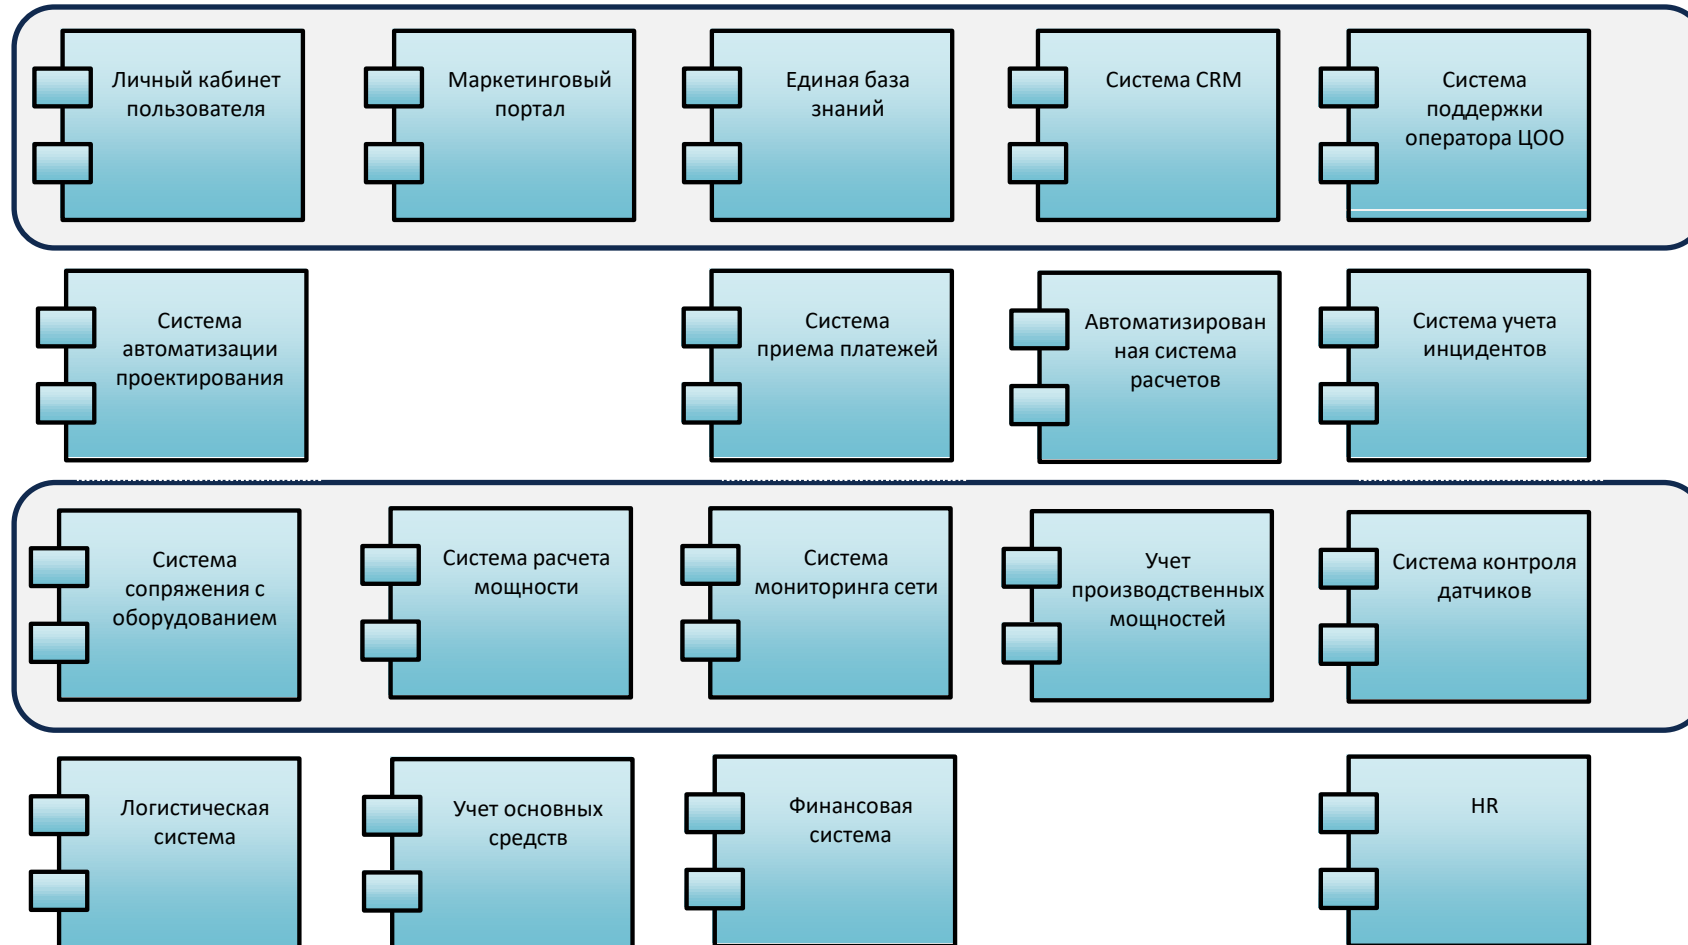 Личный кабинет
пользователя
Маркетинговый
портал
Единая база
знаний
Система CRM
Система
поддержки
оператора ЦОО
Система
автоматизации
проектирования
Система
приема платежей
Автоматизирован
ная система
расчетов
Система учета
инцидентов
Система
сопряжения с
оборудованием
Система расчета
мощности
Система
мониторинга сети
Учет
производственных
мощностей
Система контроля
датчиков
Логистическая
система
Учет основных
средств
Финансовая
система
HR